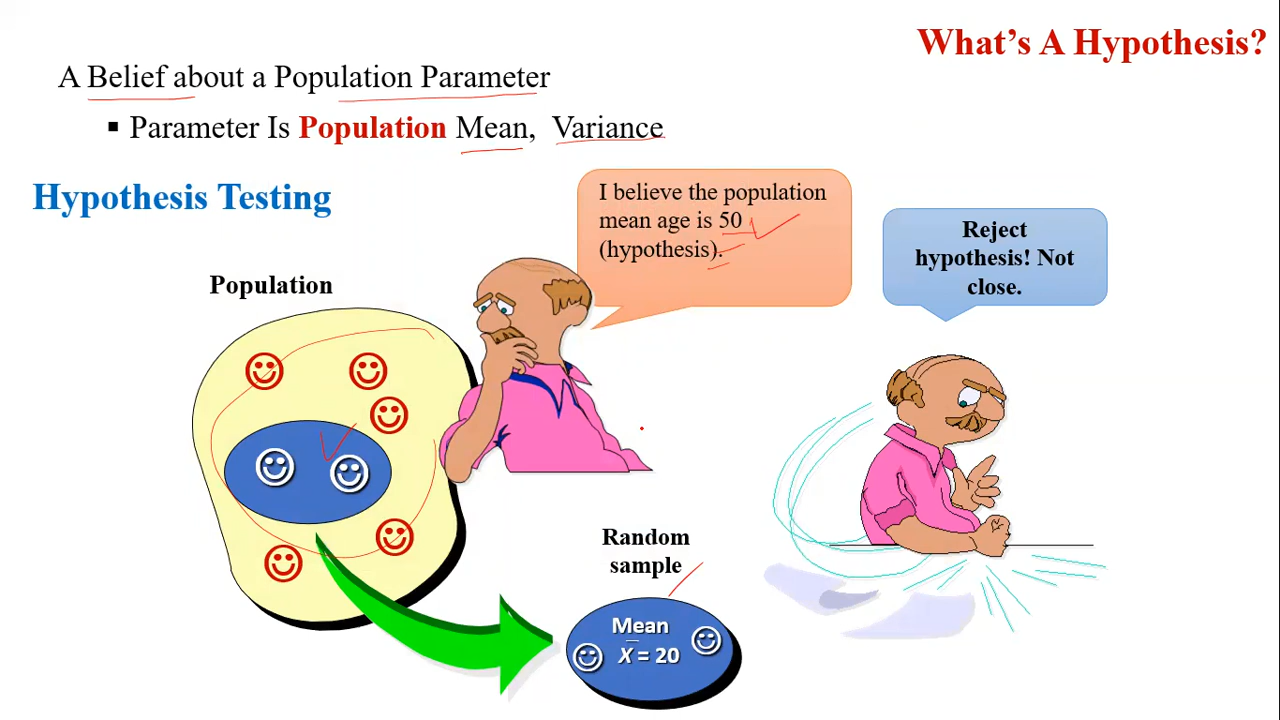 What's A Hypothesis?
A Belief about a Population Parameter
▪ Parameter Is Population Mean, Variance
Hypothesis Testing
I believe the population
mean age is 50
(hypothesis).
Reject
hypothesis! Not
close.
Population
Random
sample
Mean
X̅ = 20